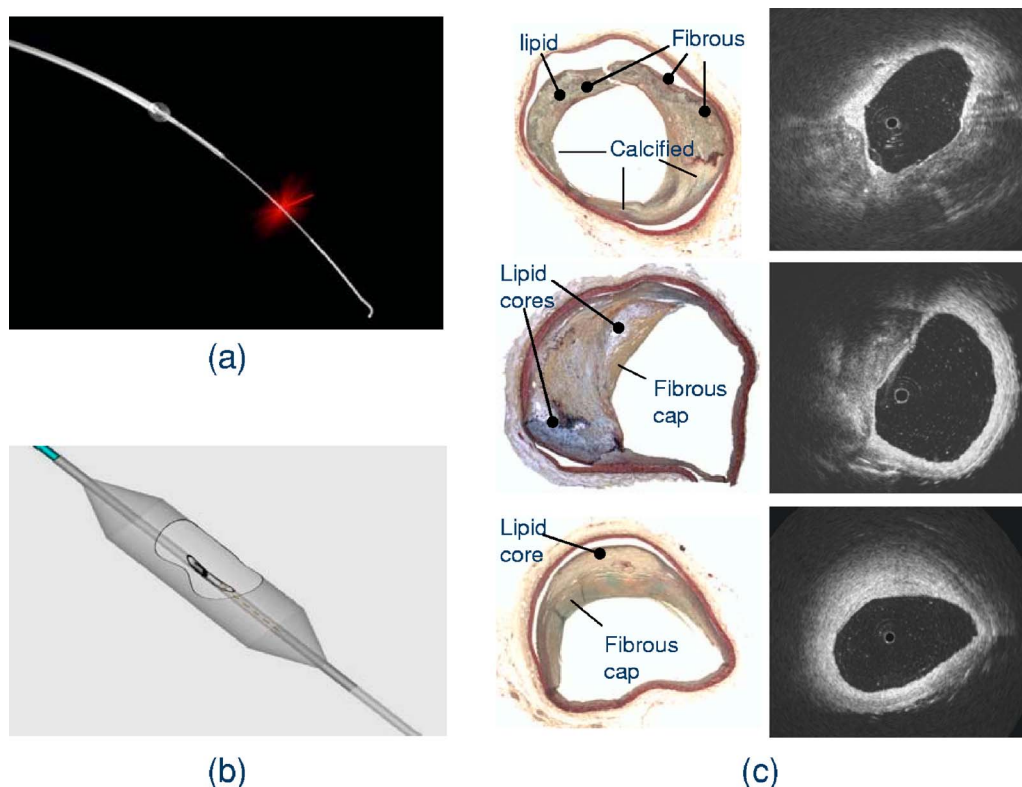 (a)
(b)
lipid
Fibrous
Calcified
Lipid
cores
Fibrous
cap
Lipid
core
Fibrous
cap
(c)